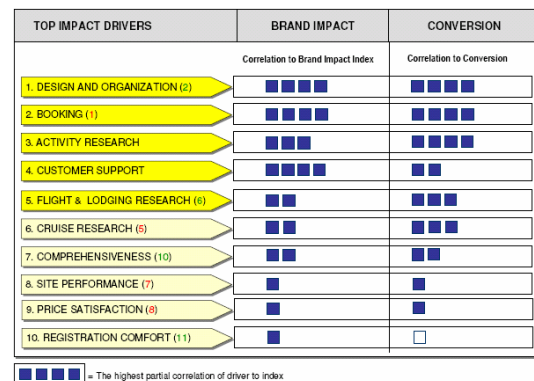 TOP IMPACT DRIVERS BRAND IMPACT CONVERSION
Correlation to Brand Impact Index Correlation to Conversion
1. DESIGN AND ORGANIZATION (2)
2. BOOKING (1)
3. ACTIVITY RESEARCH
4. CUSTOMER SUPPORT
5. FLIGHT & LODGING RESEARCH (6)
6. CRUISE RESEARCH (5)
7. COMPREHENSIVENESS (10)
8. SITE PERFORMANCE (7)
9. PRICE SATISFACTION (8)
10. REGISTRATION COMFORT (11)
= The highest partial correlation of driver to index